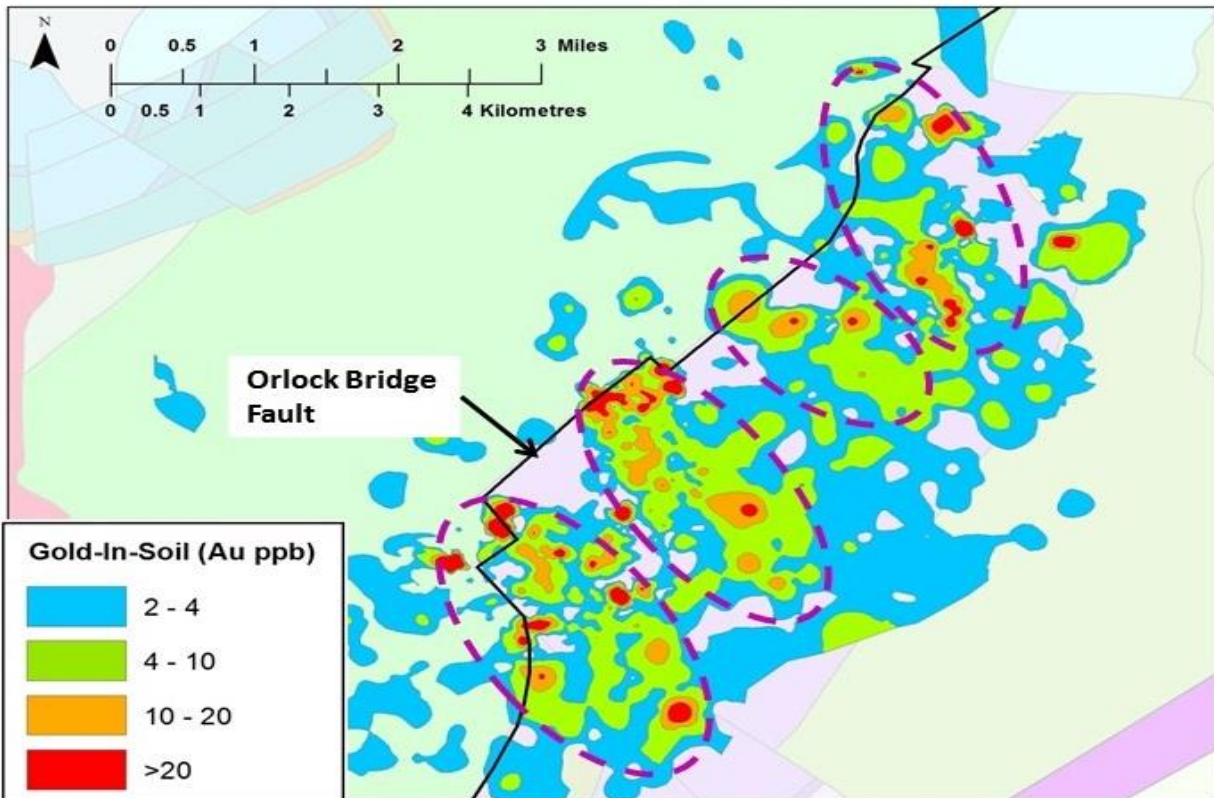 N
0 0.5 1 2 3 Miles
0 0.5 1 2 3 4 Kilometres
Orlock Bridge
Fault
Gold-In-Soil (Au ppb)
2 - 4
4 - 10
10 - 20
>20